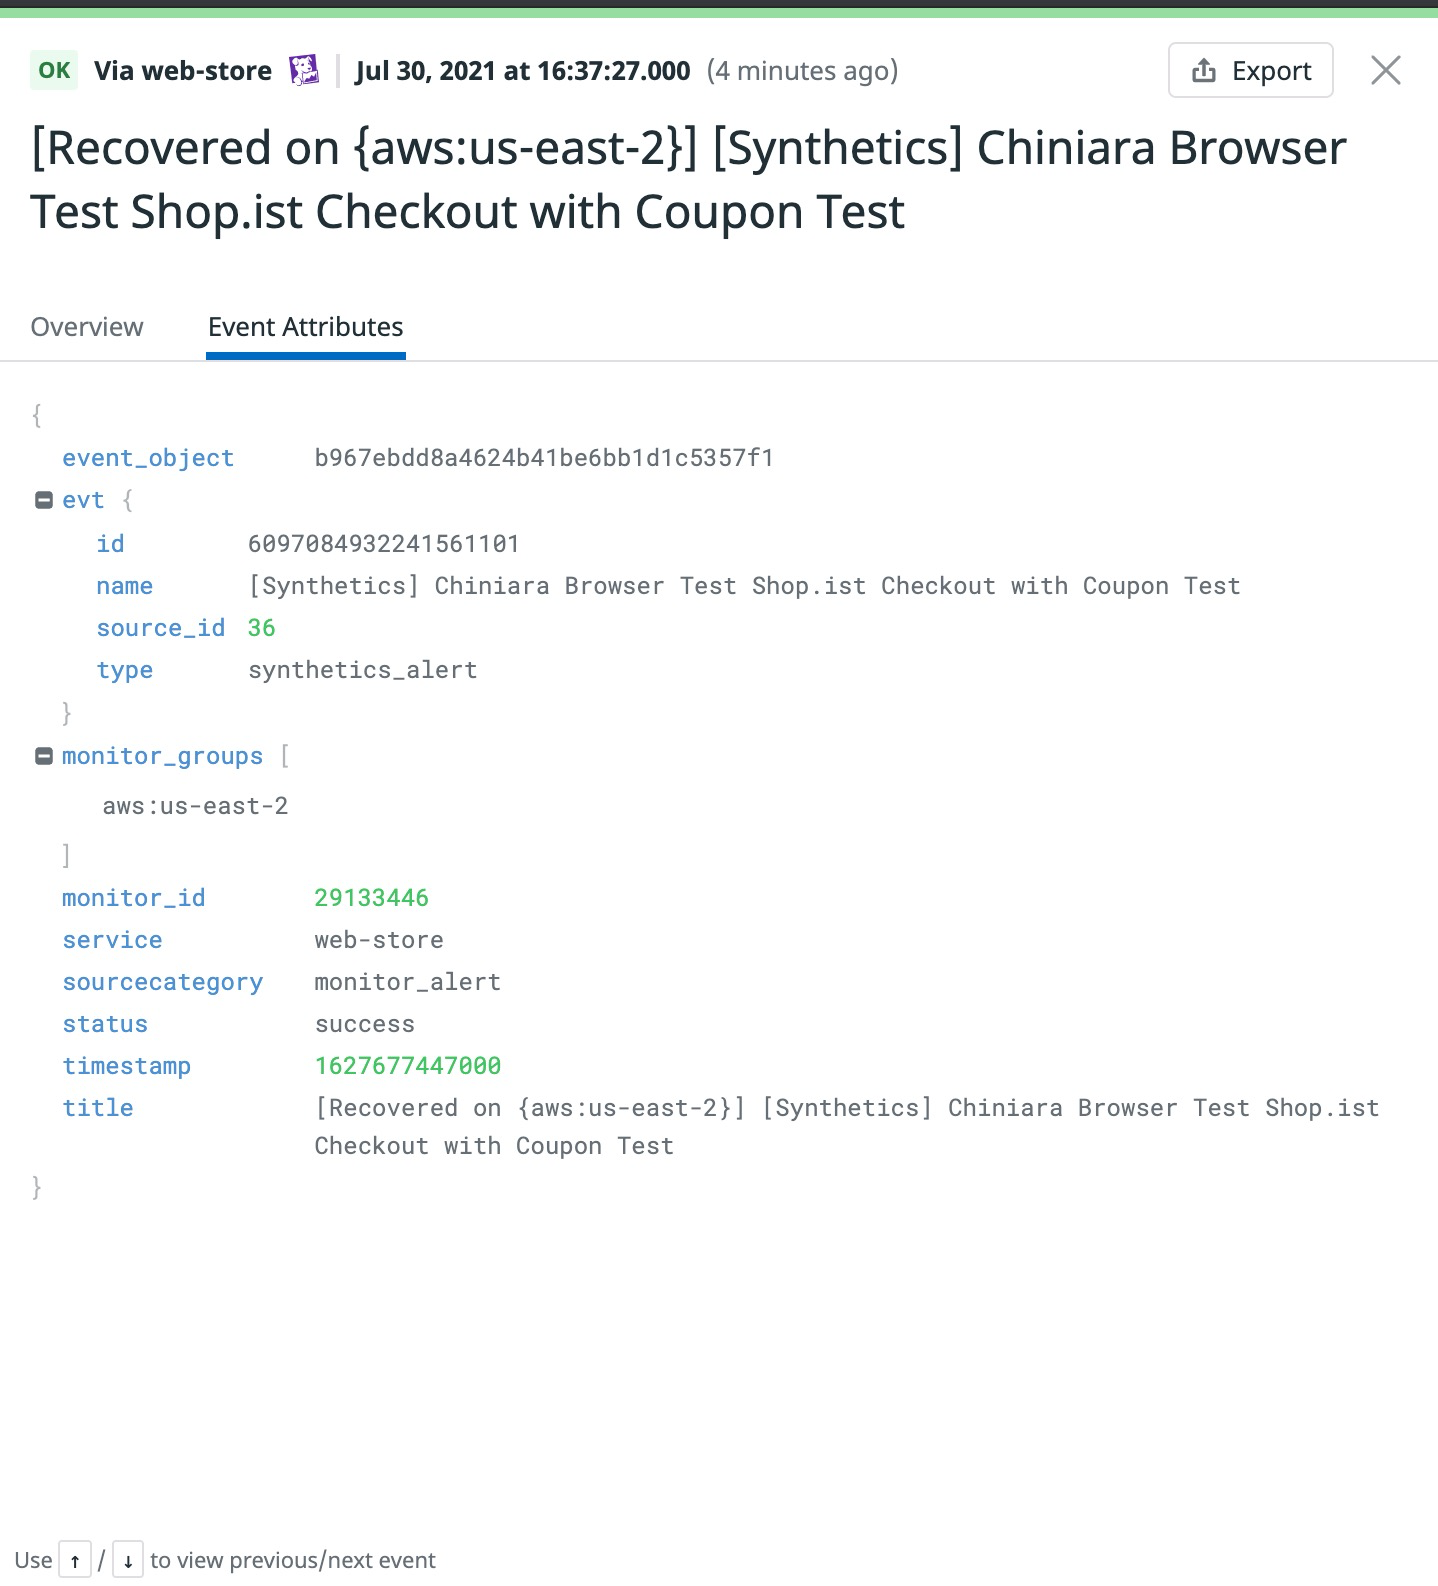 OK Via web-store | Jul 30, 2021 at 16:37:27.000 (4 minutes ago) Export
[Recovered on {aws:us-east-2}] [Synthetics] Chiniara Browser
Test Shop.ist Checkout with Coupon Test
Overview Event Attributes
{
event_object b967ebdd8a4624b41be6bb1d1c5357f1
evt {
id 6097084932241561101
name [Synthetics] Chiniara Browser Test Shop.ist Checkout with Coupon Test
source_id 36
type synthetics_alert
}
monitor_groups [
aws:us-east-2
]
monitor_id 29133446
service web-store
sourcecategory monitor_alert
status success
timestamp 1627677447000
title [Recovered on {aws:us-east-2}] [Synthetics] Chiniara Browser Test Shop.ist
Checkout with Coupon Test
}
Use ↑ / ↓ to view previous/next event